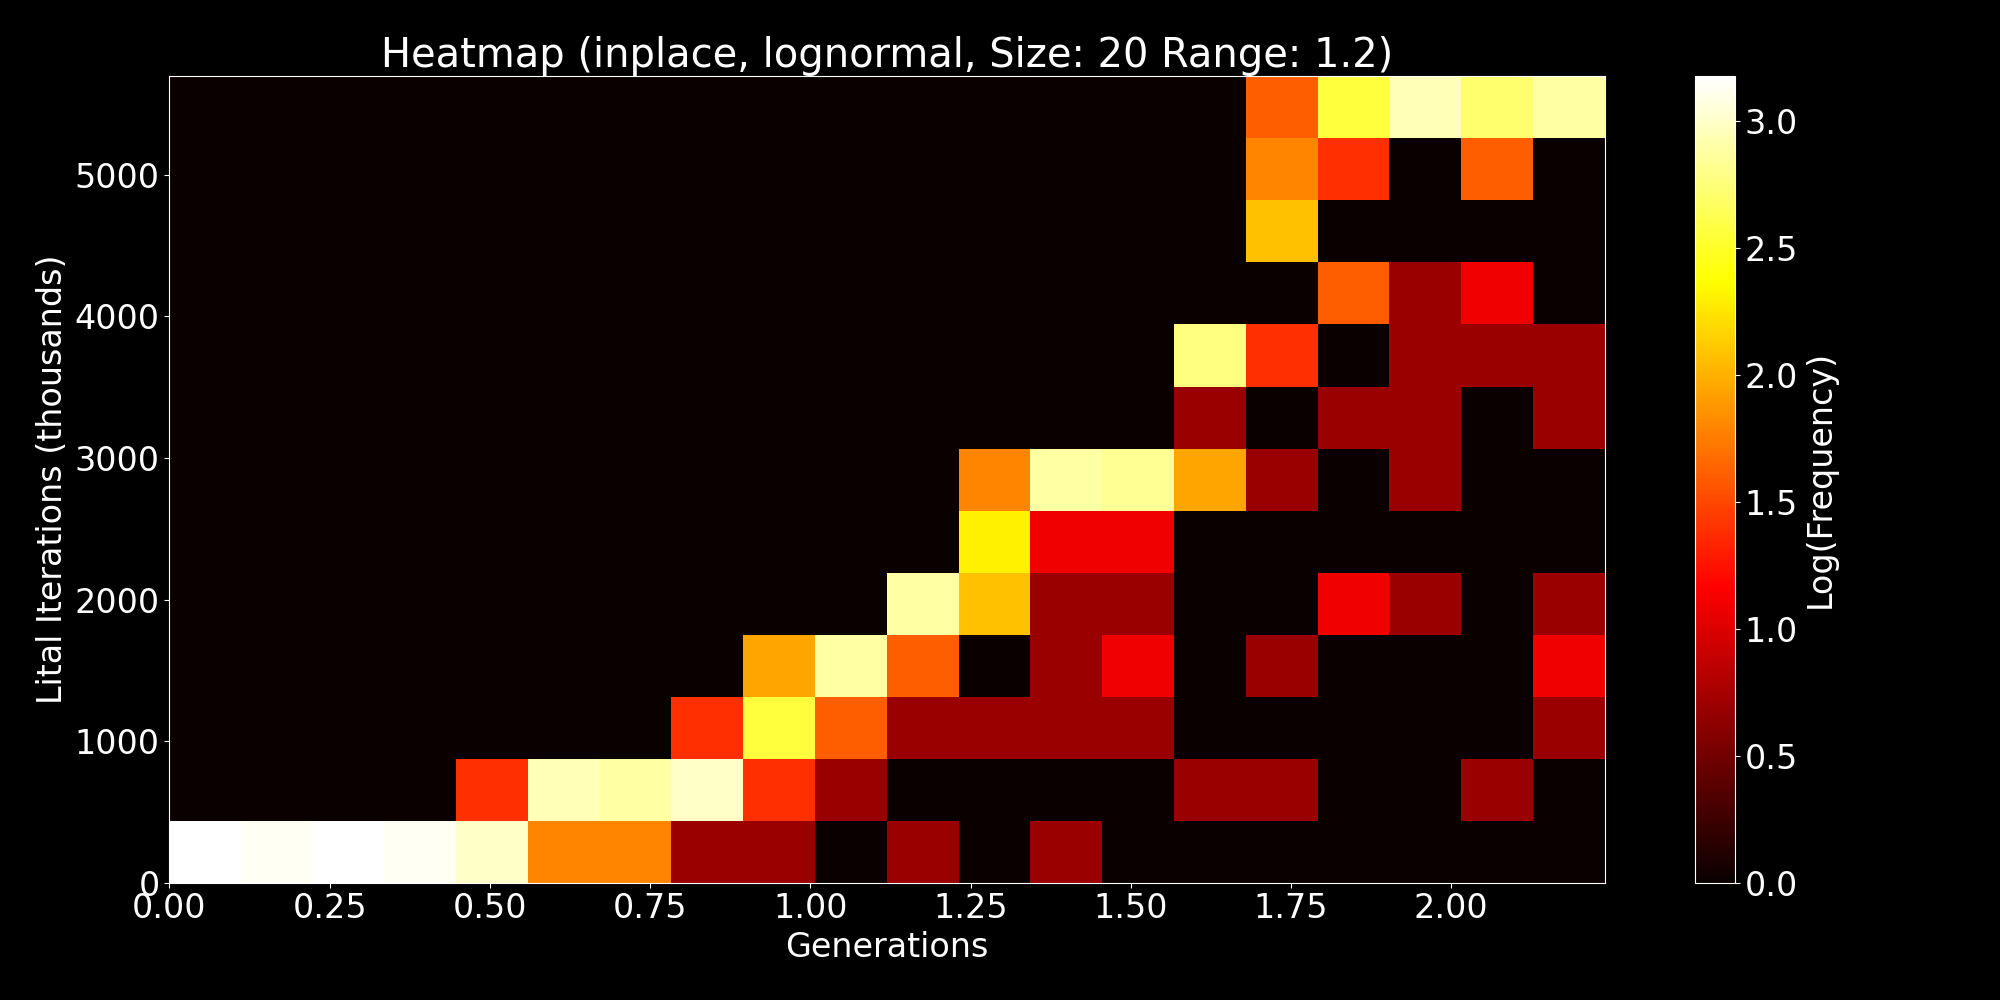 Heatmap (inplace, lognormal, Size: 20 Range: 1.2)
Lital Iterations (thousands)
5000
4000
3000
2000
1000
0
0.00 0.25 0.50 0.75 1.00 1.25 1.50 1.75 2.00
Generations
3.0
2.5
2.0
1.5
1.0
0.5
0.0
Log(Frequency)